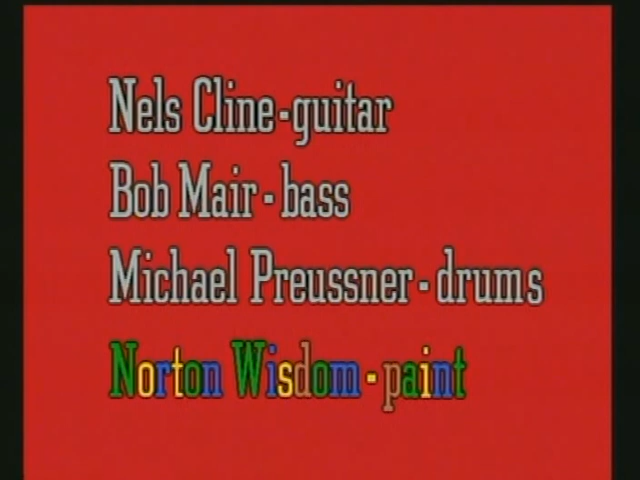 Nels Cline - guitar
Bob Mair - bass
Michael Preussner - drums
Norton Wisdom - paint